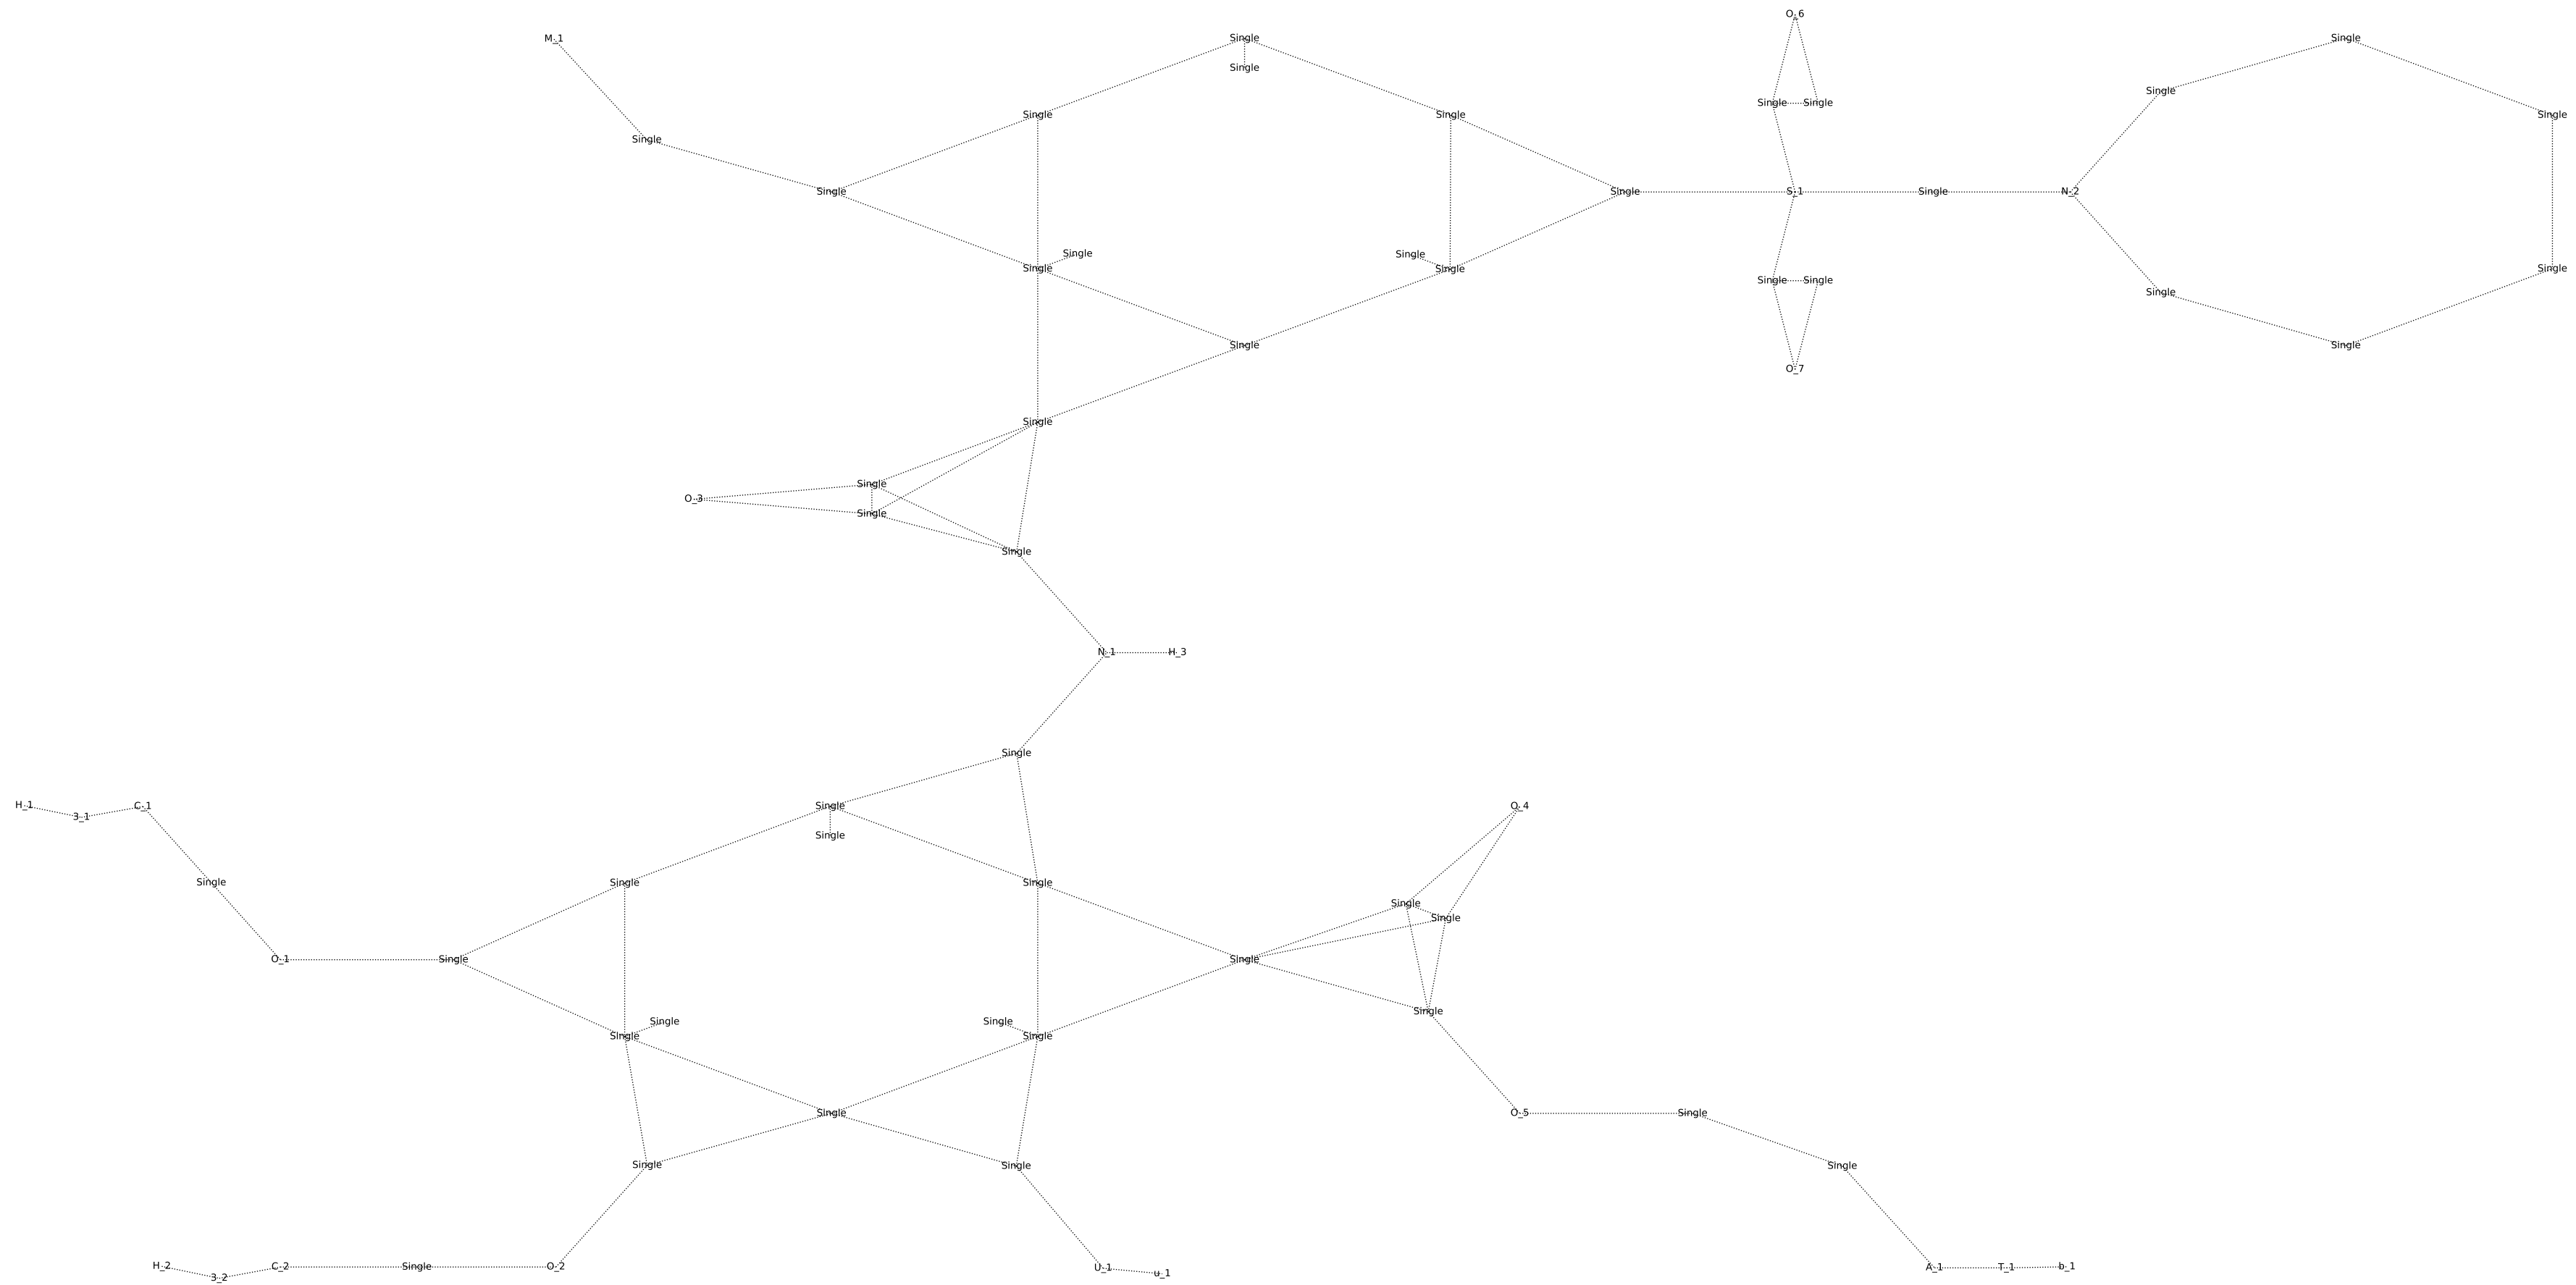 O_6
M_1 Single Single
Single
Single
Single Single
Single Single Single
Single
Single Single S_1 Single N_2
Single Single
Single Single Single Single
Single Single
Single
Single Single
O_7
Single
Single
O_3
Single
Single
N_1 H_3
Single
H_1 C_1 Single O_4
3_1
Single
Single Single Single
Single
Single
O_1 Single Single
Single
Single Single
Single Single
Single O_5 Single
Single Single Single
H_2 C_2 Single O_2 U_1 A_1 T_1 b_1
3_2 u_1